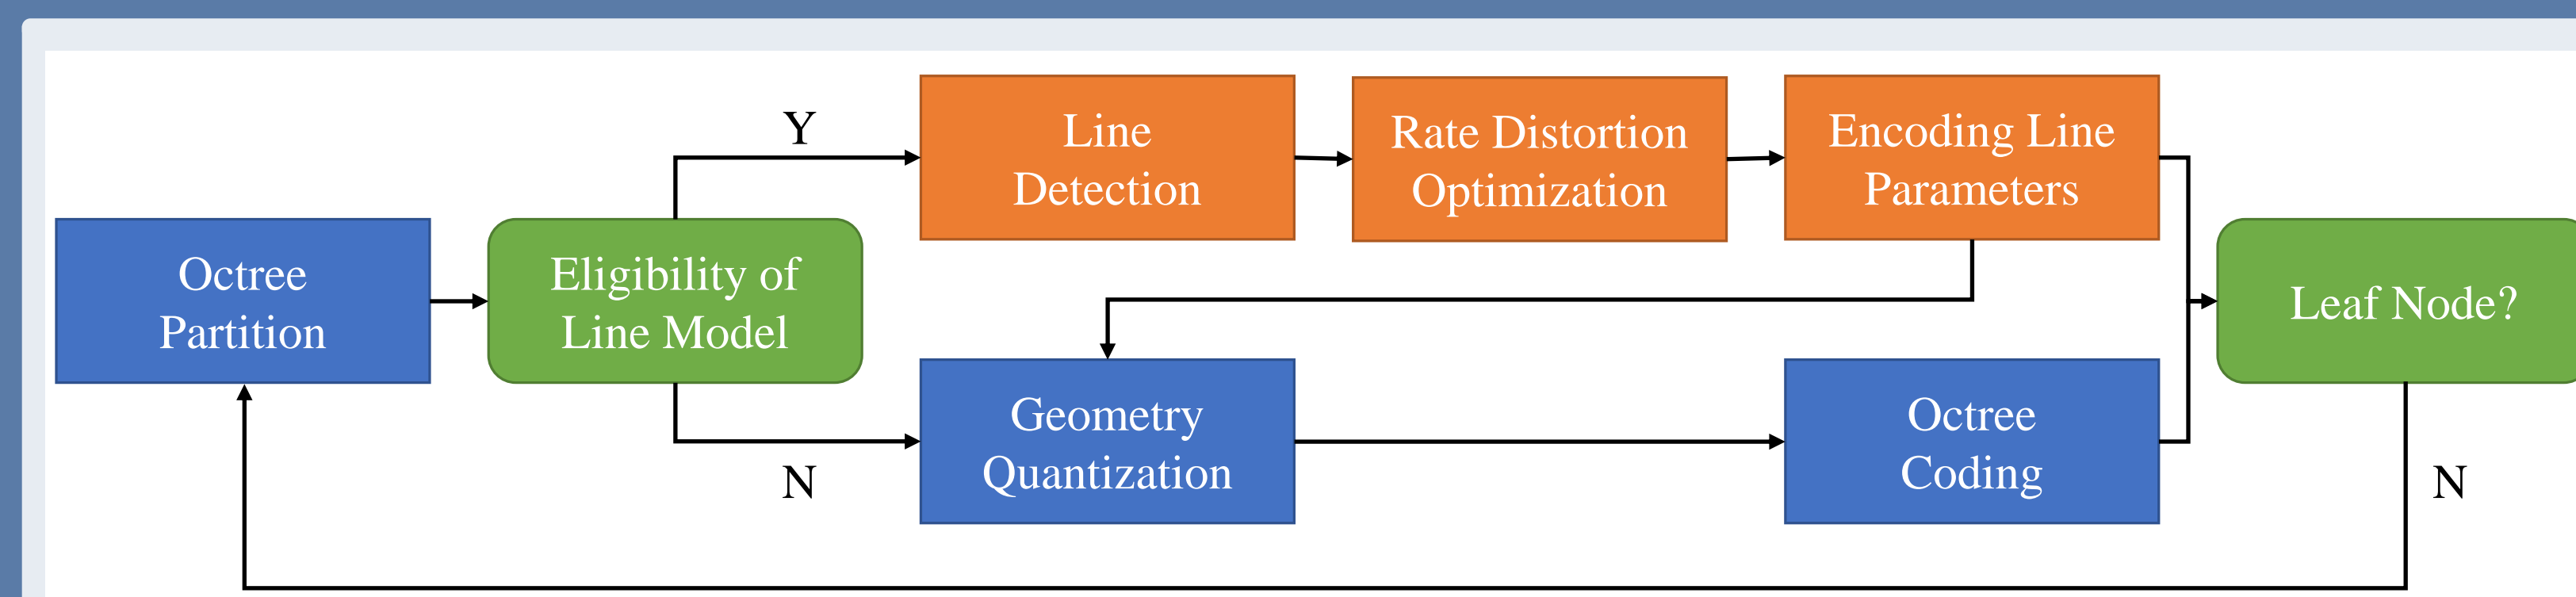 Octree
Partition
Eligibility of
Line Model
Y
N
Line
Detection
Rate Distortion
Optimization
Encoding Line
Parameters
Geometry
Quantization
Octree
Coding
Leaf Node?
N